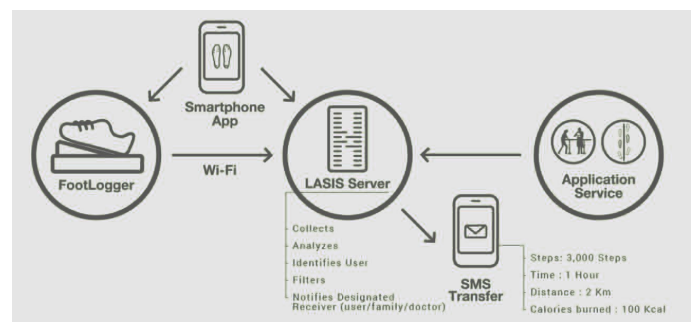 Smartphone
App
FootLogger
Wi-Fi
LASIS Server
Collects
Analyzes
Identifies User
Filters
Notifies Designated
Receiver (user/family/doctor)
SMS
Transfer
Application
Service
Steps: 3,000 Steps
Time : 1 Hour
Distance : 2 Km
Calories burned : 100 Kcal